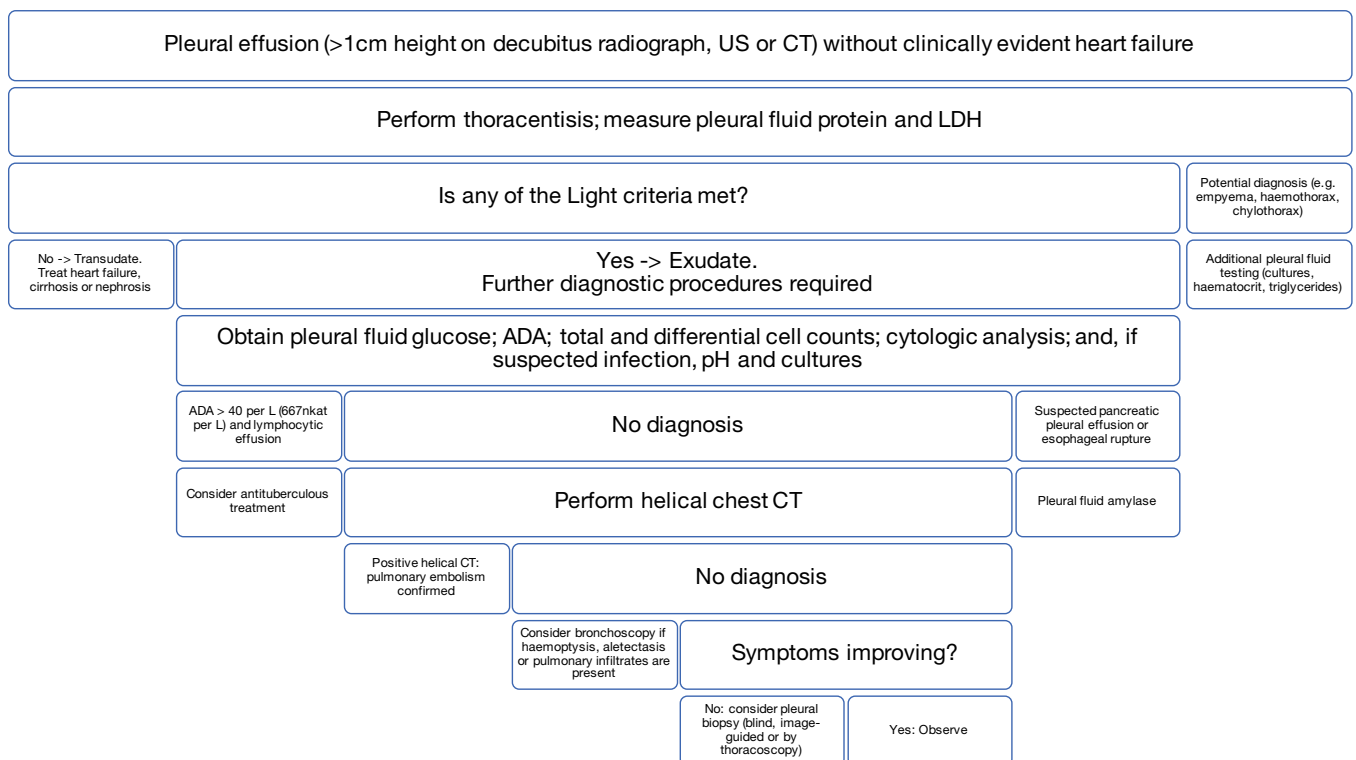 Pleural effusion (>1cm height on decubitus radiograph, US or CT) without clinically evident heart failure
Perform thoracentisis; measure pleural fluid protein and LDH
Is any of the Light criteria met?
Potential diagnosis (e.g.
empyema, haemothorax,
chylothorax)
No -> Transudate.
Treat heart failure,
cirrhosis or nephrosis
Yes -> Exudate.
Further diagnostic procedures required
Additional pleural fluid
testing (cultures,
haematocrit, triglycerides)
Obtain pleural fluid glucose; ADA; total and differential cell counts; cytologic analysis; and, if
suspected infection, pH and cultures
ADA > 40 per L (667nkat
per L) and lymphocytic
effusion
No diagnosis
Suspected pancreatic
pleural effusion or
esophageal rupture
Consider antituberculous
treatment
Perform helical chest CT
Pleural fluid amylase
Positive helical CT:
pulmonary embolism
confirmed
No diagnosis
Consider bronchoscopy if
haemoptysis, aletectasis
or pulmonary infiltrates are
present
Symptoms improving?
No: consider pleural
biopsy (blind, image-
guided or by
thoracoscopy)
Yes: Observe